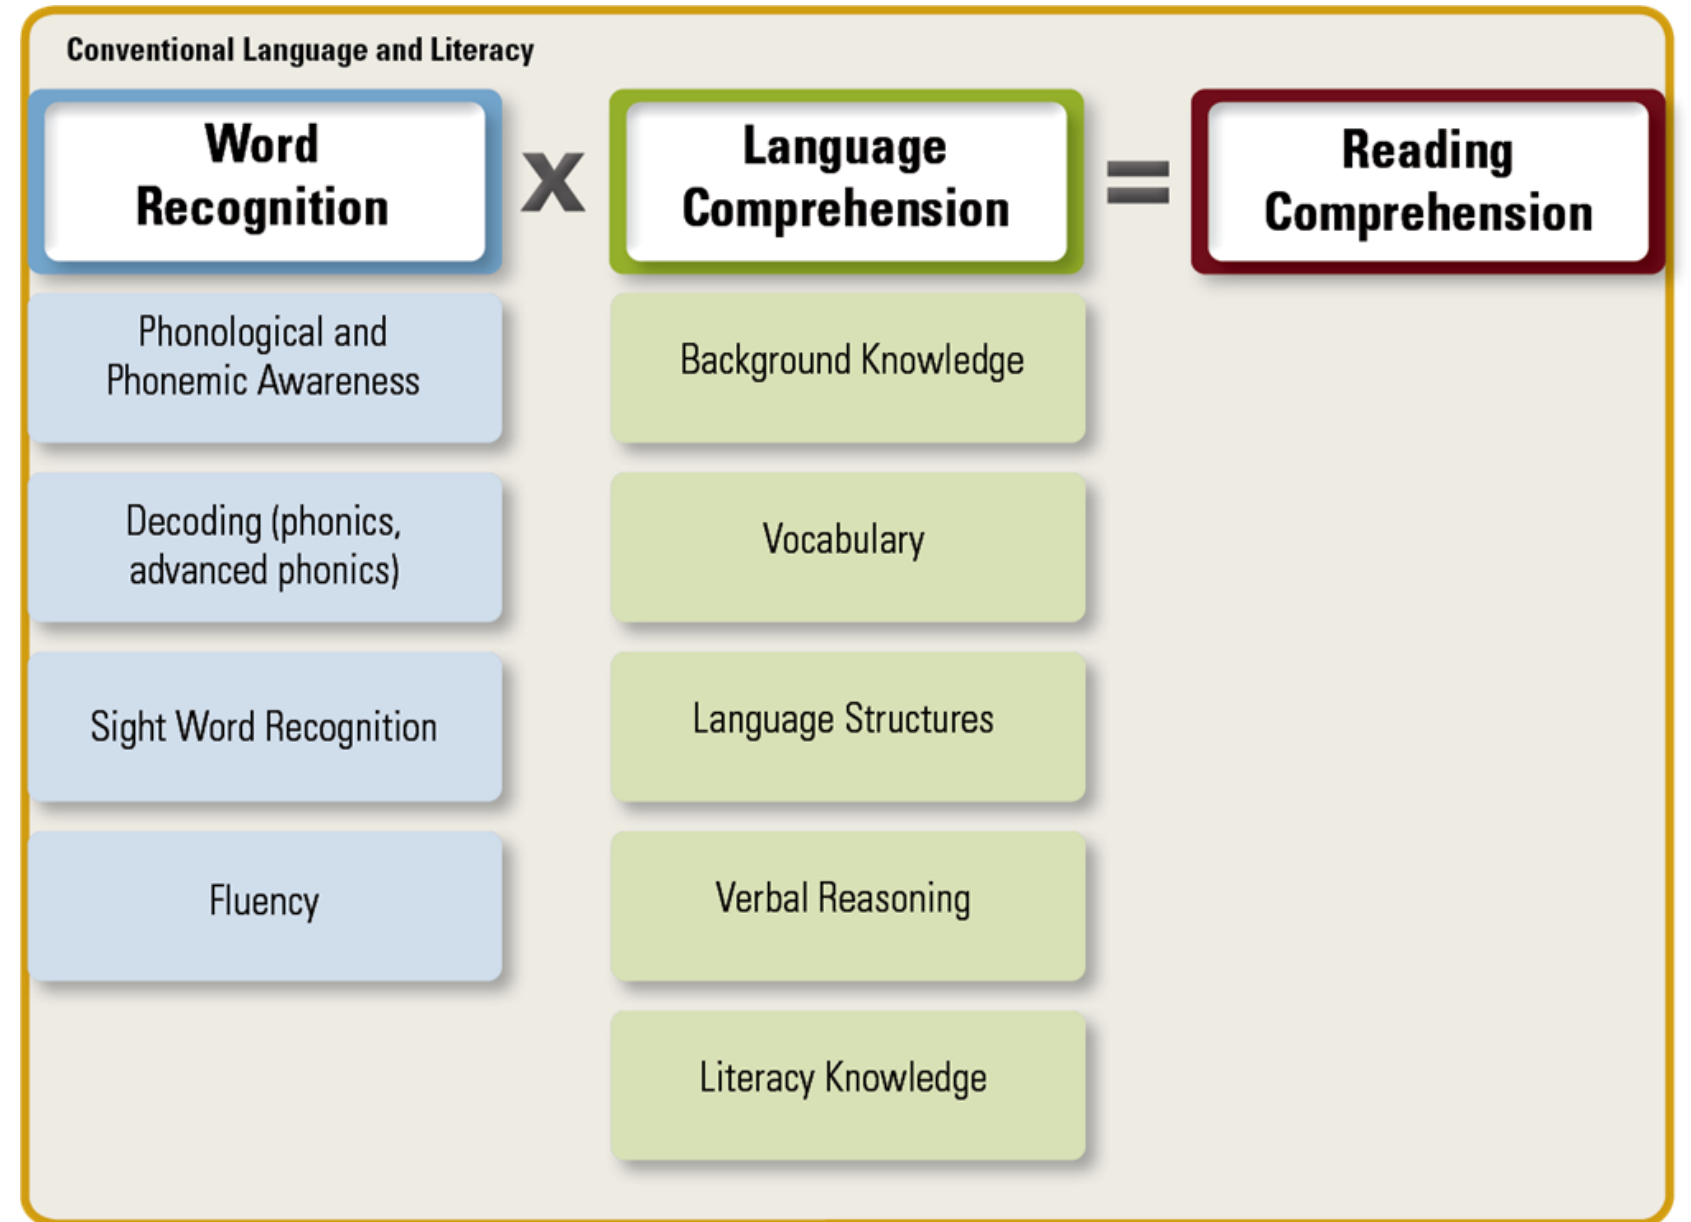 Conventional Language and Literacy
Word
Recognition
x
Language
Comprehension
=
Reading
Comprehension
Phonological and
Phonemic Awareness
Decoding (phonics,
advanced phonics)
Sight Word Recognition
Fluency
Background Knowledge
Vocabulary
Language Structures
Verbal Reasoning
Literacy Knowledge